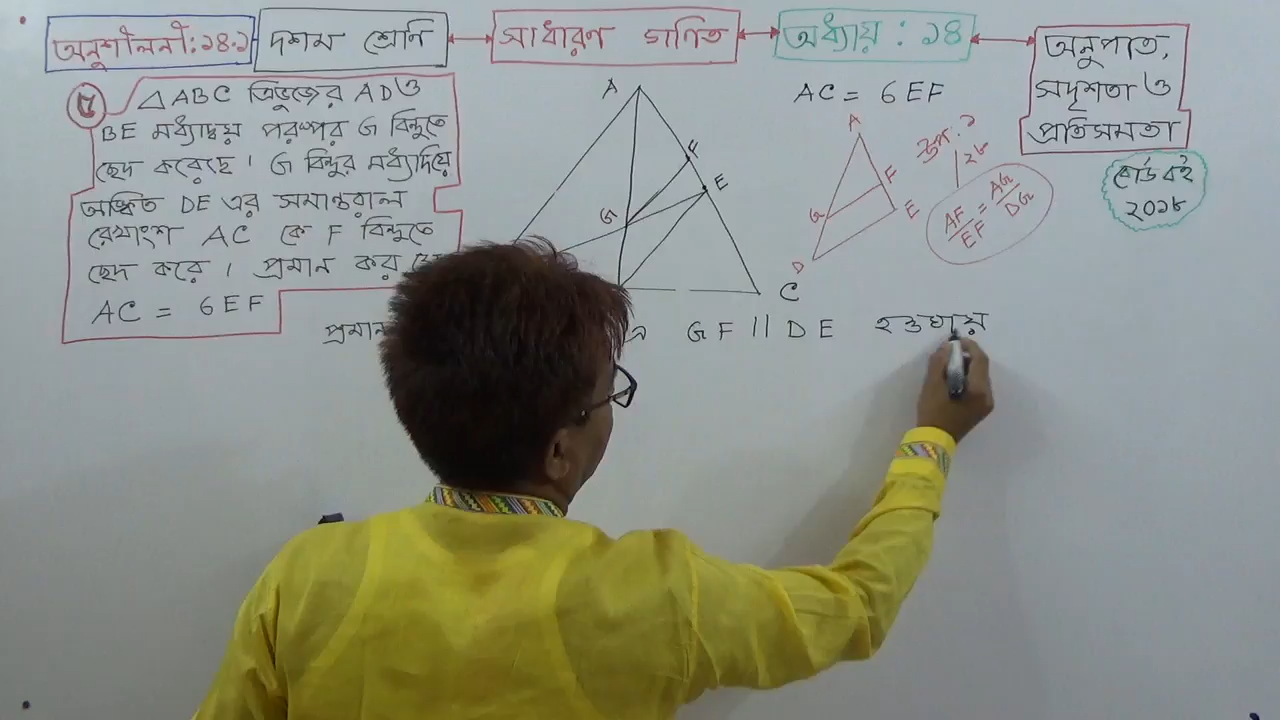 অনুশীলনী:১৪.১
দশম শ্রেণি
সাধারণ গণিত
অধ্যায় : ১৪
অনুপাত,
সদৃশতা ও
প্রতিসমতা
△ABC ত্রিভুজের AD ও
BE মধ্যমাদ্বয় পরস্পর G বিন্দুতে
ছেদ করেছে। G বিন্দুর মধ্যদিয়ে
অঙ্কিত DE এর সমান্তরাল
রেখাংশ AC কে F বিন্দুতে
ছেদ করে। প্রমান কর
AC = 6EF
A
F
E
G
C
AC = 6EF
A
F
G
E
D
AF/EF = AG/DG
বোর্ড বই
২০১৮
প্রমান
এ GF || DE হওয়ায়